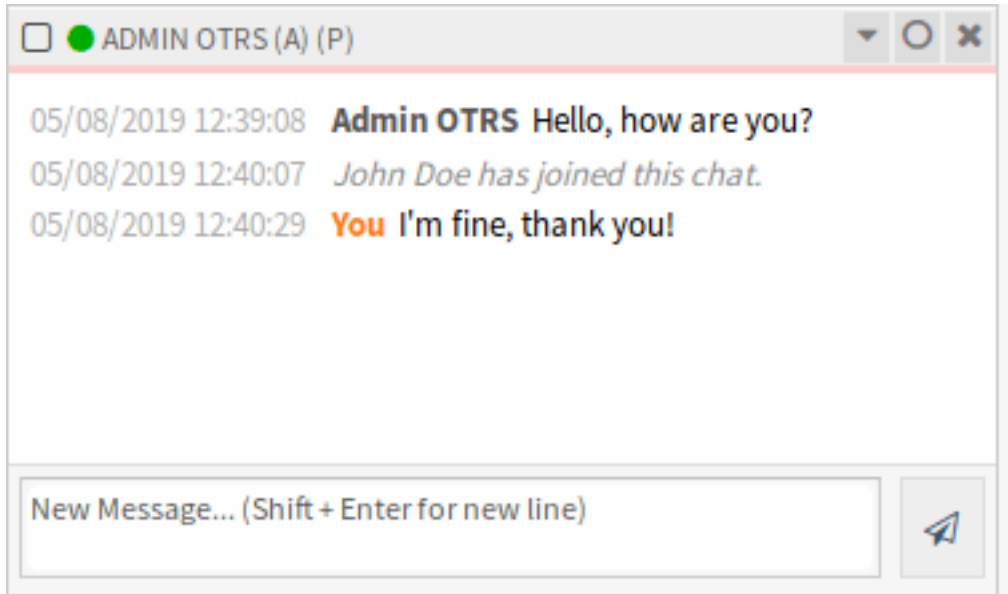 ADMIN OTRS (A) (P)
05/08/2019 12:39:08 Admin OTRS Hello, how are you?
05/08/2019 12:40:07 John Doe has joined this chat.
05/08/2019 12:40:29 You I'm fine, thank you!
New Message... (Shift + Enter for new line)